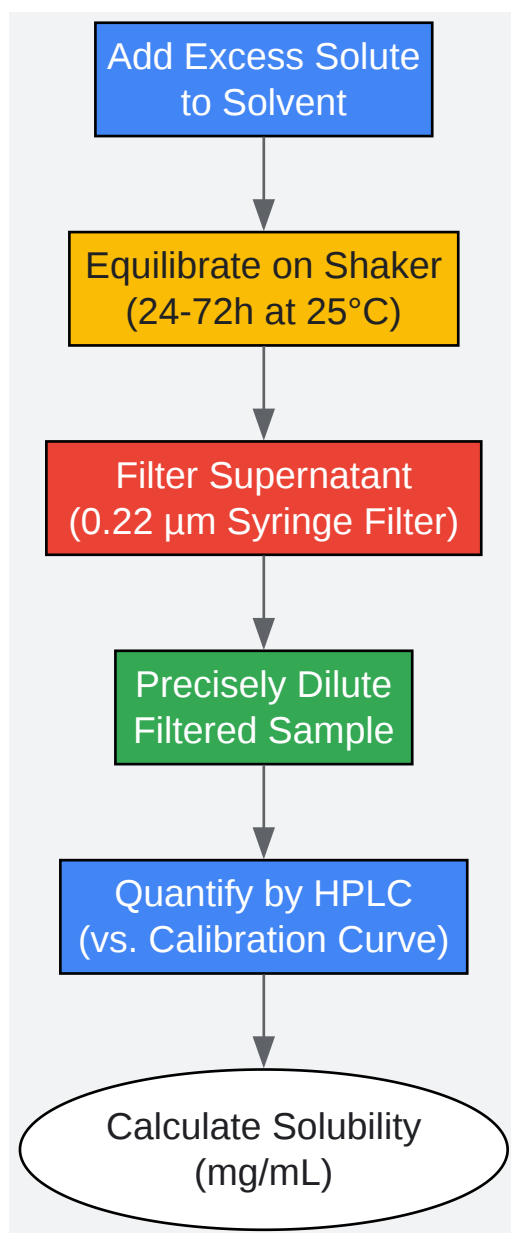 Add Excess Solute
to Solvent
Equilibrate on Shaker
(24-72h at 25°C)
Filter Supernatant
(0.22 µm Syringe Filter)
Precisely Dilute
Filtered Sample
Quantify by HPLC
(vs. Calibration Curve)
Calculate Solubility
(mg/mL)